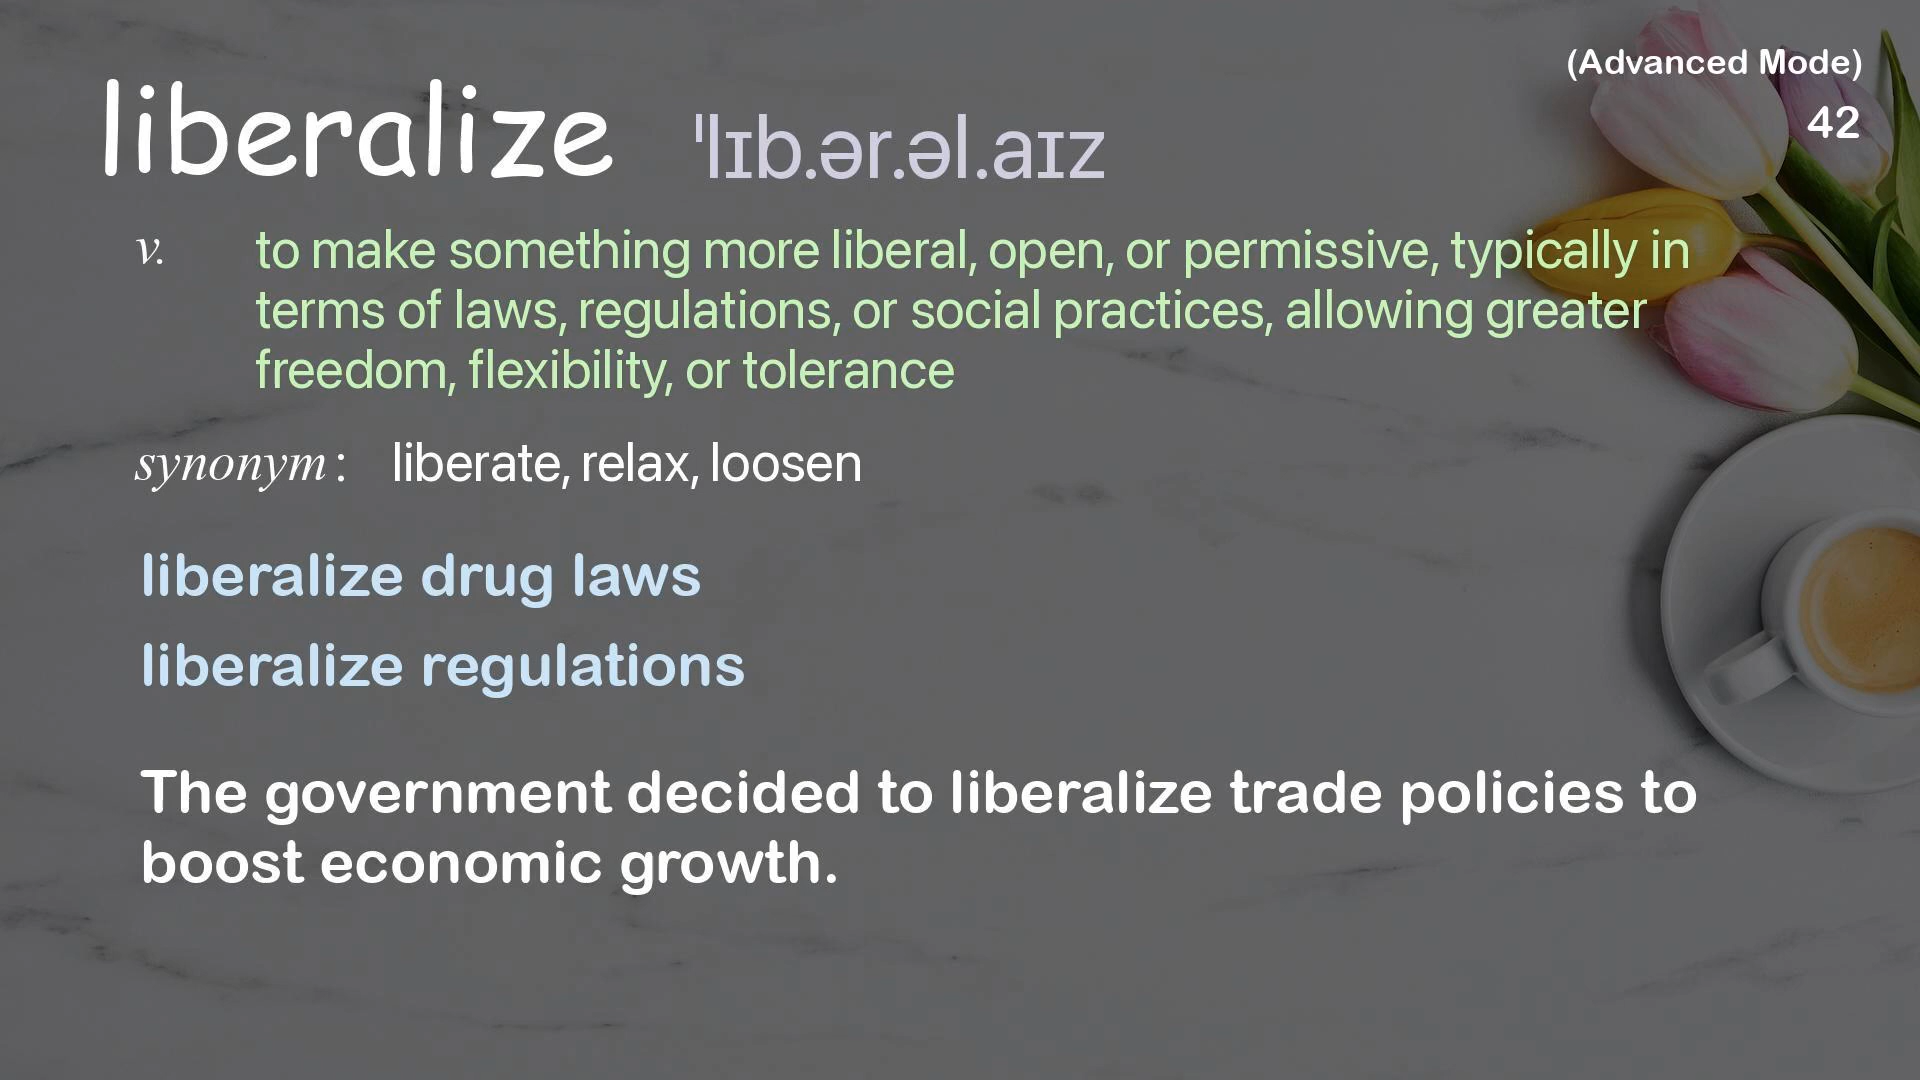 (Advanced Mode)
42
liberalize ˈlɪb.ər.əl.aɪz
v. to make something more liberal, open, or permissive, typically in
terms of laws, regulations, or social practices, allowing greater
freedom, flexibility, or tolerance
synonym: liberate, relax, loosen
liberalize drug laws
liberalize regulations
The government decided to liberalize trade policies to
boost economic growth.